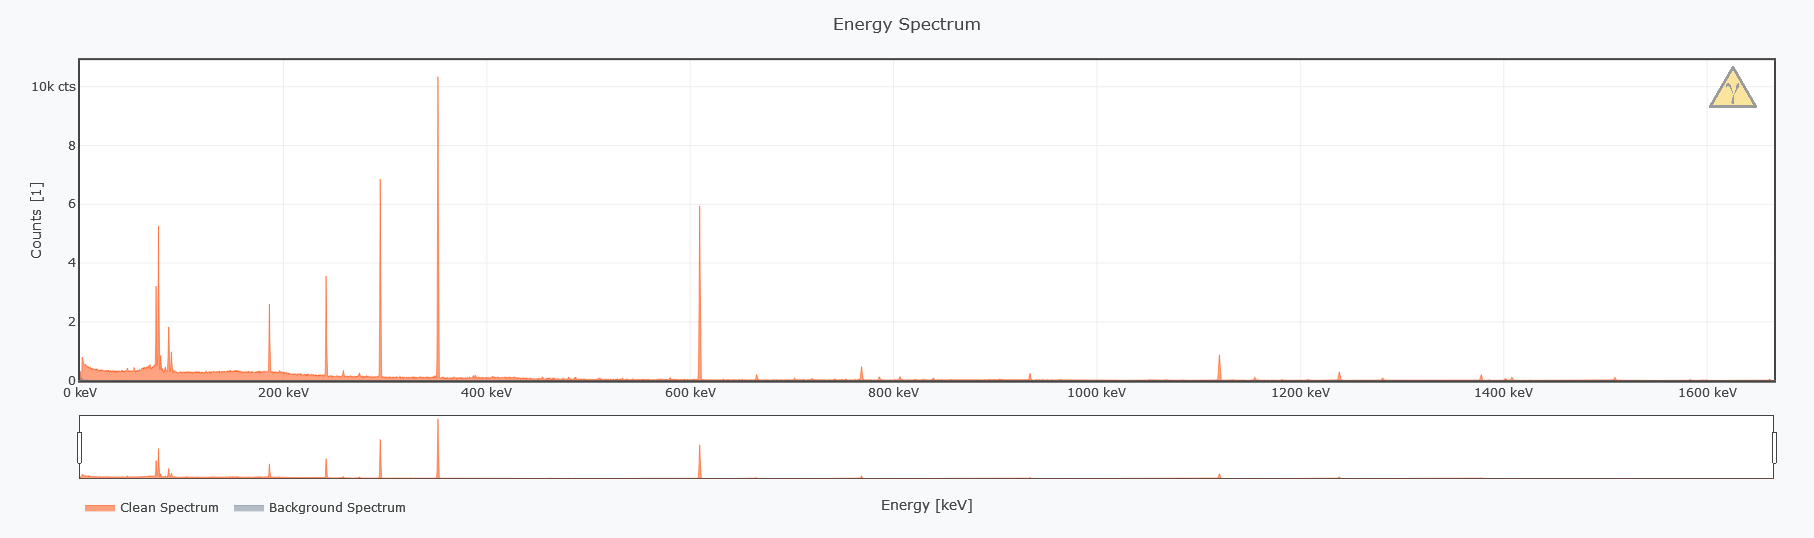 Energy Spectrum
10k cts
8
6
4
2
0
Counts [1]
0 keV 200 keV 400 keV 600 keV 800 keV 1000 keV 1200 keV 1400 keV 1600 keV
Energy [keV]
Clean Spectrum Background Spectrum